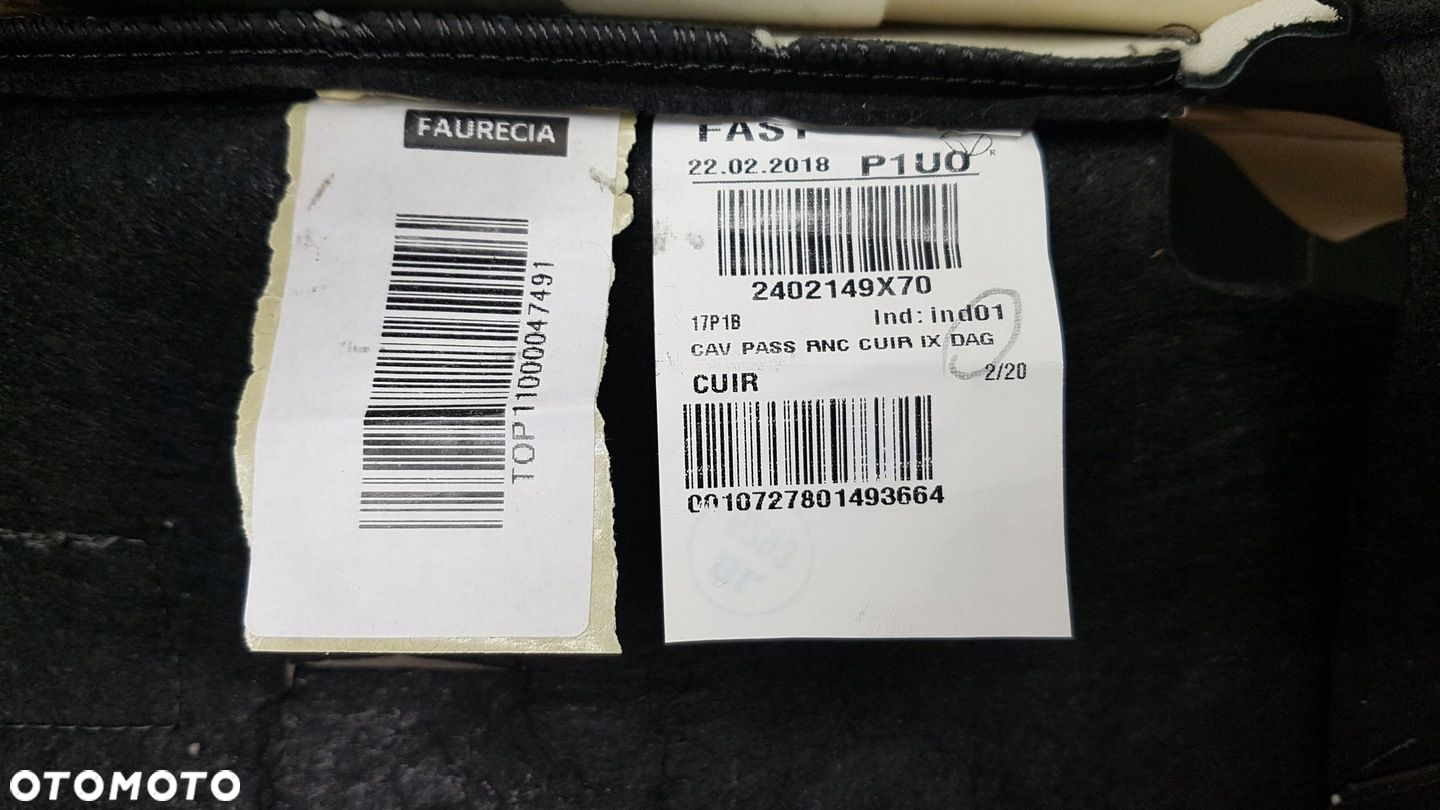 FAURECIA
TOP11000047491
FAST
22.02.2018 P1U0
2402149X70
17P1B Ind: ind01
CAV PASS RNC CUIR IX DAG
2/20
CUIR
0010727801493664
OTOMOTO